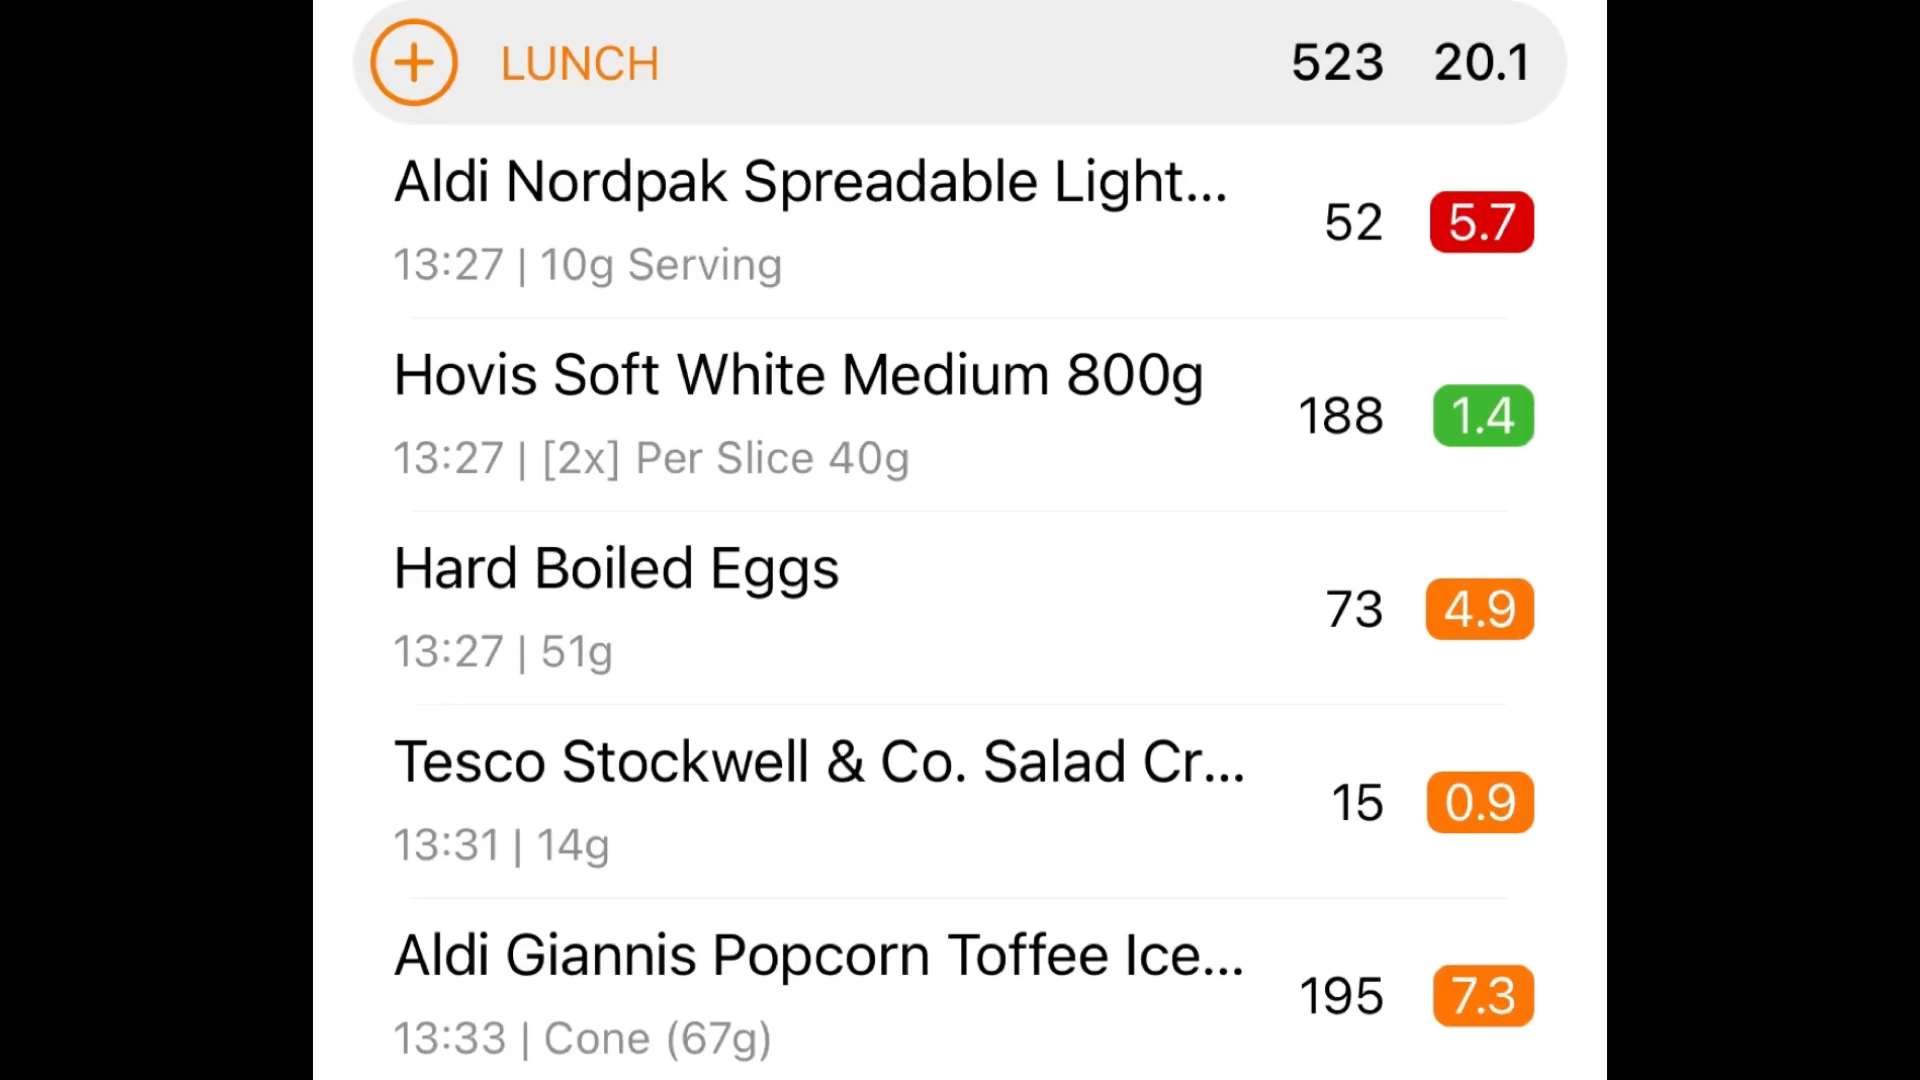 LUNCH 523 20.1
Aldi Nordpak Spreadable Light...
52 5.7
13:27 | 10g Serving
Hovis Soft White Medium 800g
188 1.4
13:27 | [2x] Per Slice 40g
Hard Boiled Eggs
73 4.9
13:27 | 51g
Tesco Stockwell & Co. Salad Cr...
15 0.9
13:31 | 14g
Aldi Giannis Popcorn Toffee Ice...
195 7.3
13:33 | Cone (67g)